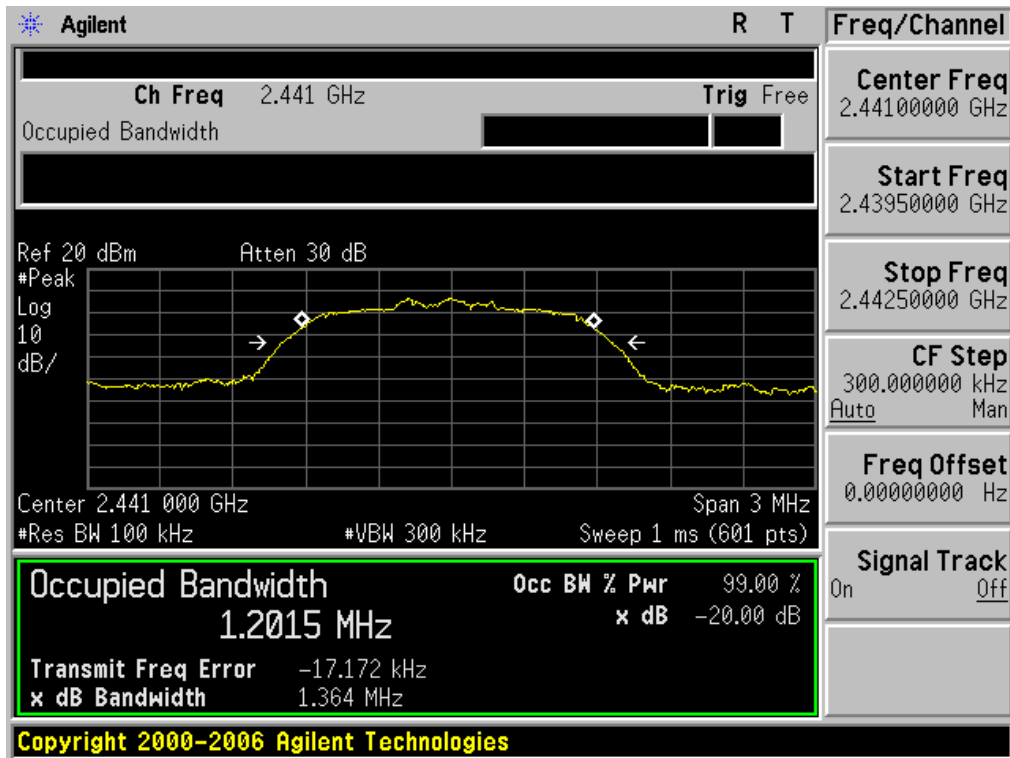 Agilent R T
Ch Freq 2.441 GHz Trig Free
Occupied Bandwidth
Ref 20 dBm Atten 30 dB
#Peak
Log
10
dB/
Center 2.441 000 GHz Span 3 MHz
#Res BW 100 kHz #VBW 300 kHz Sweep 1 ms (601 pts)
Occupied Bandwidth Occ BW % Pwr 99.00 %
1.2015 MHz x dB -20.00 dB
Transmit Freq Error -17.172 kHz
x dB Bandwidth 1.364 MHz
Copyright 2000-2006 Agilent Technologies
Freq/Channel
Center Freq
2.44100000 GHz
Start Freq
2.43950000 GHz
Stop Freq
2.44250000 GHz
CF Step
300.000000 kHz
Auto Man
Freq Offset
0.00000000 Hz
Signal Track
On Off